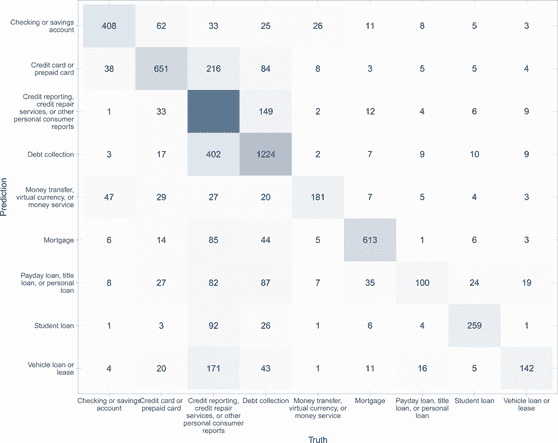 Checking or savings
account
408 62 33 25 26 11 8 5 3
Credit card or
prepaid card
38 651 216 84 8 3 5 5 4
Credit reporting,
credit repair
services, or other
personal consumer
reports
1 33 149 2 12 4 6 9
Debt collection
3 17 402 1224 2 7 9 10 9
Money transfer,
virtual currency, or
money service
47 29 27 20 181 7 5 4 3
Mortgage
6 14 85 44 5 613 1 6 3
Payday loan, title
loan, or personal
loan
8 27 82 87 7 35 100 24 19
Student loan
1 3 92 26 1 6 4 259 1
Vehicle loan or
lease
4 20 171 43 1 11 16 5 142
Prediction
Checking or savings
account
Credit card or
prepaid card
Credit reporting,
credit repair
services, or other
personal consumer
reports
Debt collection
Money transfer,
virtual currency, or
money service
Mortgage
Payday loan, title
loan, or personal
loan
Student loan
Vehicle loan or
lease
Truth